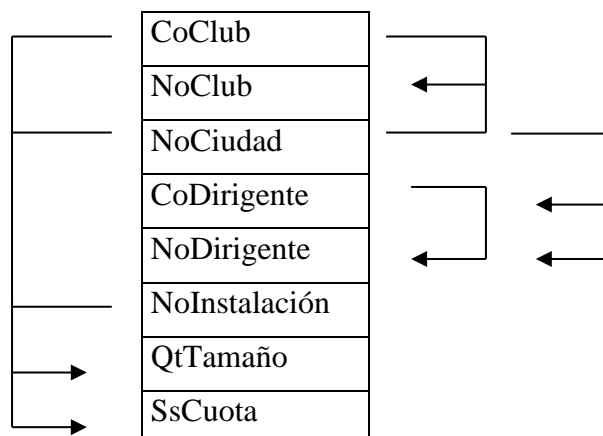 CoClub
NoClub
NoCiudad
CoDirigente
NoDirigente
NoInstalación
QtTamaño
SsCuota